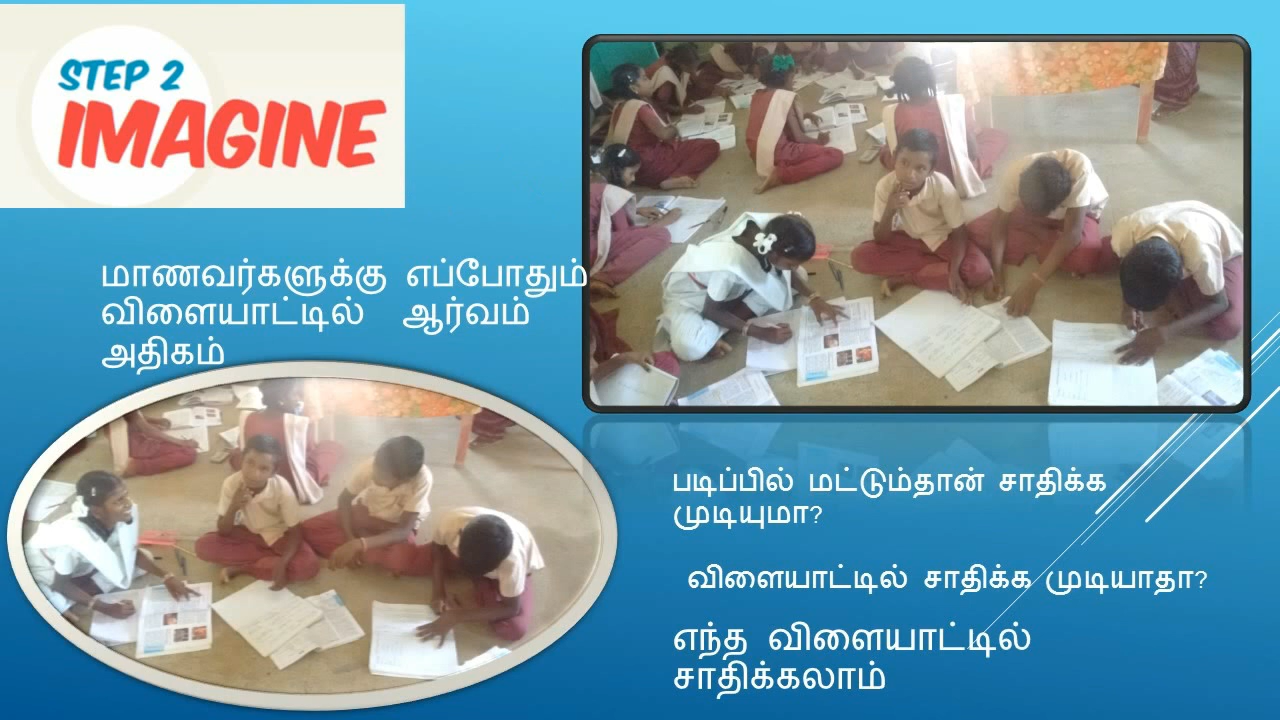 STEP 2
IMAGINE
மாணவர்களுக்கு எப்போதும்
விளையாட்டில் ஆர்வம்
அதிகம்
படிப்பில் மட்டும்தான் சாதிக்க
முடியுமா?
விளையாட்டில் சாதிக்க முடியாதா?
எந்த விளையாட்டில்
சாதிக்கலாம்